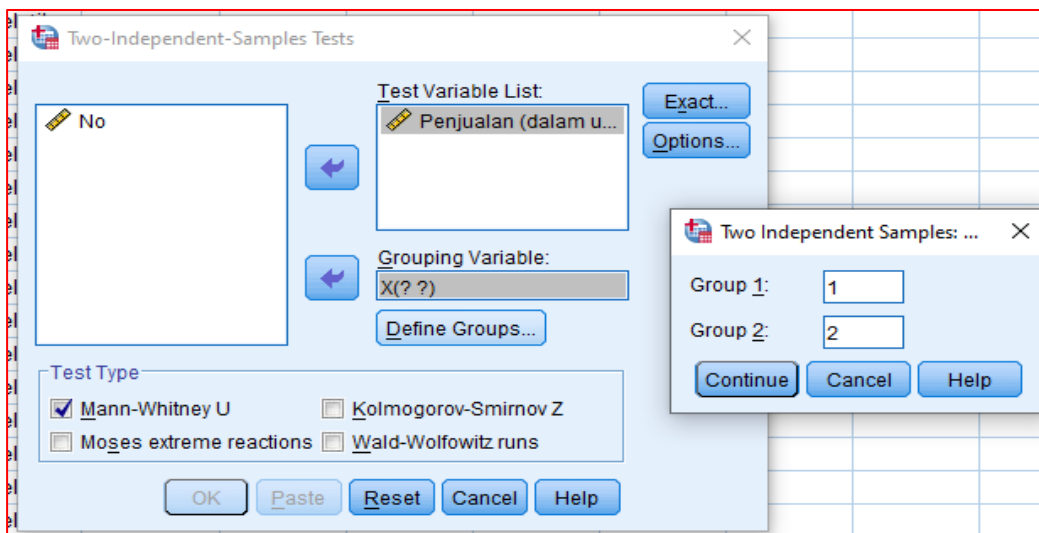 Two-Independent-Samples Tests
Test Variable List:
No
Penjualan (dalam u...
Exact...
Options...
Grouping Variable:
X(? ?)
Define Groups...
Test Type
Mann-Whitney U
Kolmogorov-Smirnov Z
Moses extreme reactions
Wald-Wolfowitz runs
OK
Paste
Reset
Cancel
Help
Two Independent Samples: ...
Group 1:
1
Group 2:
2
Continue
Cancel
Help